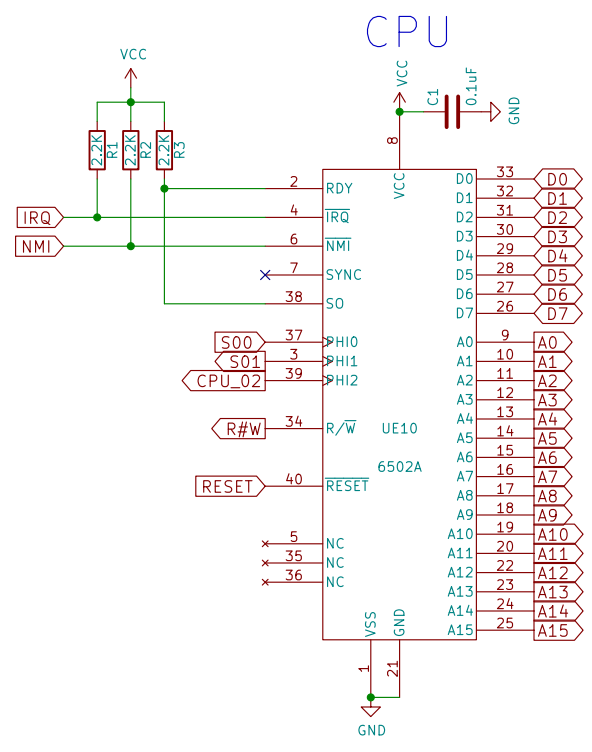 CPU
VCC
VCC
C1
0.1uF
GND
2.2K R1
2.2K R2
2.2K R3
8
VCC
2 RDY
IRQ 4 IRQ
NMI 6 NMI
7 SYNC
38 SO
S00 37 PHI0
S01 3 PHI1
CPU_02 39 PHI2
R#W 34 R/W
UE10
6502A
RESET 40 RESET
5 NC
35 NC
36 NC
D0 33 D0
D1 32 D1
D2 31 D2
D3 30 D3
D4 29 D4
D5 28 D5
D6 27 D6
D7 26 D7
A0 9 A0
A1 10 A1
A2 11 A2
A3 12 A3
A4 13 A4
A5 14 A5
A6 15 A6
A7 16 A7
A8 17 A8
A9 18 A9
A10 19 A10
A11 20 A11
A12 22 A12
A13 23 A13
A14 24 A14
A15 25 A15
VSS
GND
1
21
GND